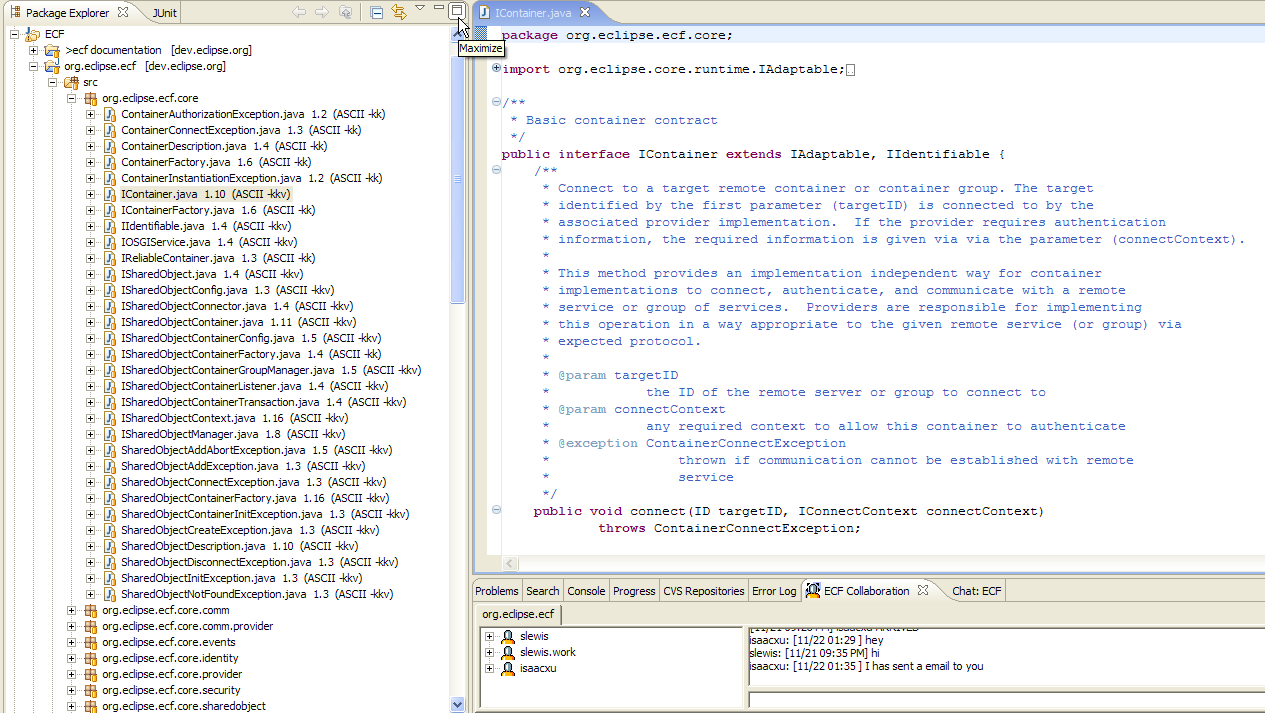 Package Explorer
JUnit
Maximize
ECF
>ecf documentation [dev.eclipse.org]
org.eclipse.ecf [dev.eclipse.org]
src
org.eclipse.ecf.core
ContainerAuthorizationException.java 1.2 (ASCII -kk)
ContainerConnectException.java 1.3 (ASCII -kk)
ContainerDescription.java 1.4 (ASCII -kk)
ContainerFactory.java 1.6 (ASCII -kk)
ContainerInstantiationException.java 1.2 (ASCII -kk)
IContainer.java 1.10 (ASCII -kkv)
IContainerFactory.java 1.6 (ASCII -kk)
IIdentifiable.java 1.4 (ASCII -kkv)
IOSGIService.java 1.4 (ASCII -kkv)
IReliableContainer.java 1.3 (ASCII -kk)
ISharedObject.java 1.4 (ASCII -kkv)
ISharedObjectConfig.java 1.3 (ASCII -kkv)
ISharedObjectConnector.java 1.4 (ASCII -kkv)
ISharedObjectContainer.java 1.11 (ASCII -kkv)
ISharedObjectContainerConfig.java 1.5 (ASCII -kkv)
ISharedObjectContainerFactory.java 1.4 (ASCII -kk)
ISharedObjectContainerGroupManager.java 1.5 (ASCII -kkv)
ISharedObjectContainerListener.java 1.4 (ASCII -kkv)
ISharedObjectContainerTransaction.java 1.4 (ASCII -kkv)
ISharedObjectContext.java 1.16 (ASCII -kkv)
ISharedObjectManager.java 1.8 (ASCII -kkv)
SharedObjectAddAbortException.java 1.5 (ASCII -kkv)
SharedObjectAddException.java 1.3 (ASCII -kkv)
SharedObjectConnectException.java 1.3 (ASCII -kkv)
SharedObjectContainerFactory.java 1.16 (ASCII -kkv)
SharedObjectContainerInitException.java 1.3 (ASCII -kkv)
SharedObjectCreateException.java 1.3 (ASCII -kkv)
SharedObjectDescription.java 1.10 (ASCII -kkv)
SharedObjectDisconnectException.java 1.3 (ASCII -kkv)
SharedObjectInitException.java 1.3 (ASCII -kkv)
SharedObjectNotFoundException.java 1.3 (ASCII -kkv)
org.eclipse.ecf.core.comm
org.eclipse.ecf.core.comm.provider
org.eclipse.ecf.core.events
org.eclipse.ecf.core.identity
org.eclipse.ecf.core.provider
org.eclipse.ecf.core.security
org.eclipse.ecf.core.sharedobject
IContainer.java
package org.eclipse.ecf.core;
import org.eclipse.core.runtime.IAdaptable;
/**
* Basic container contract
*/
public interface IContainer extends IAdaptable, IIdentifiable {
/**
* Connect to a target remote container or container group. The target
* identified by the first parameter (targetID) is connected to by the
* associated provider implementation. If the provider requires authentication
* information, the required information is given via via the parameter (connectContext).
*
* This method provides an implementation independent way for container
* implementations to connect, authenticate, and communicate with a remote
* service or group of services. Providers are responsible for implementing
* this operation in a way appropriate to the given remote service (or group) via
* expected protocol.
*
* @param targetID
* the ID of the remote server or group to connect to
* @param connectContext
* any required context to allow this container to authenticate
* @exception ContainerConnectException
* thrown if communication cannot be established with remote
* service
*/
public void connect(ID targetID, IConnectContext connectContext)
throws ContainerConnectException;
Problems
Search
Console
Progress
CVS Repositories
Error Log
ECF Collaboration
Chat: ECF
org.eclipse.ecf
slewis
slewis.work
isaacxu
isaacxu: [11/22 01:29 ] hey
slewis: [11/21 09:35 PM] hi
isaacxu: [11/22 01:35 ] I has sent a email to you